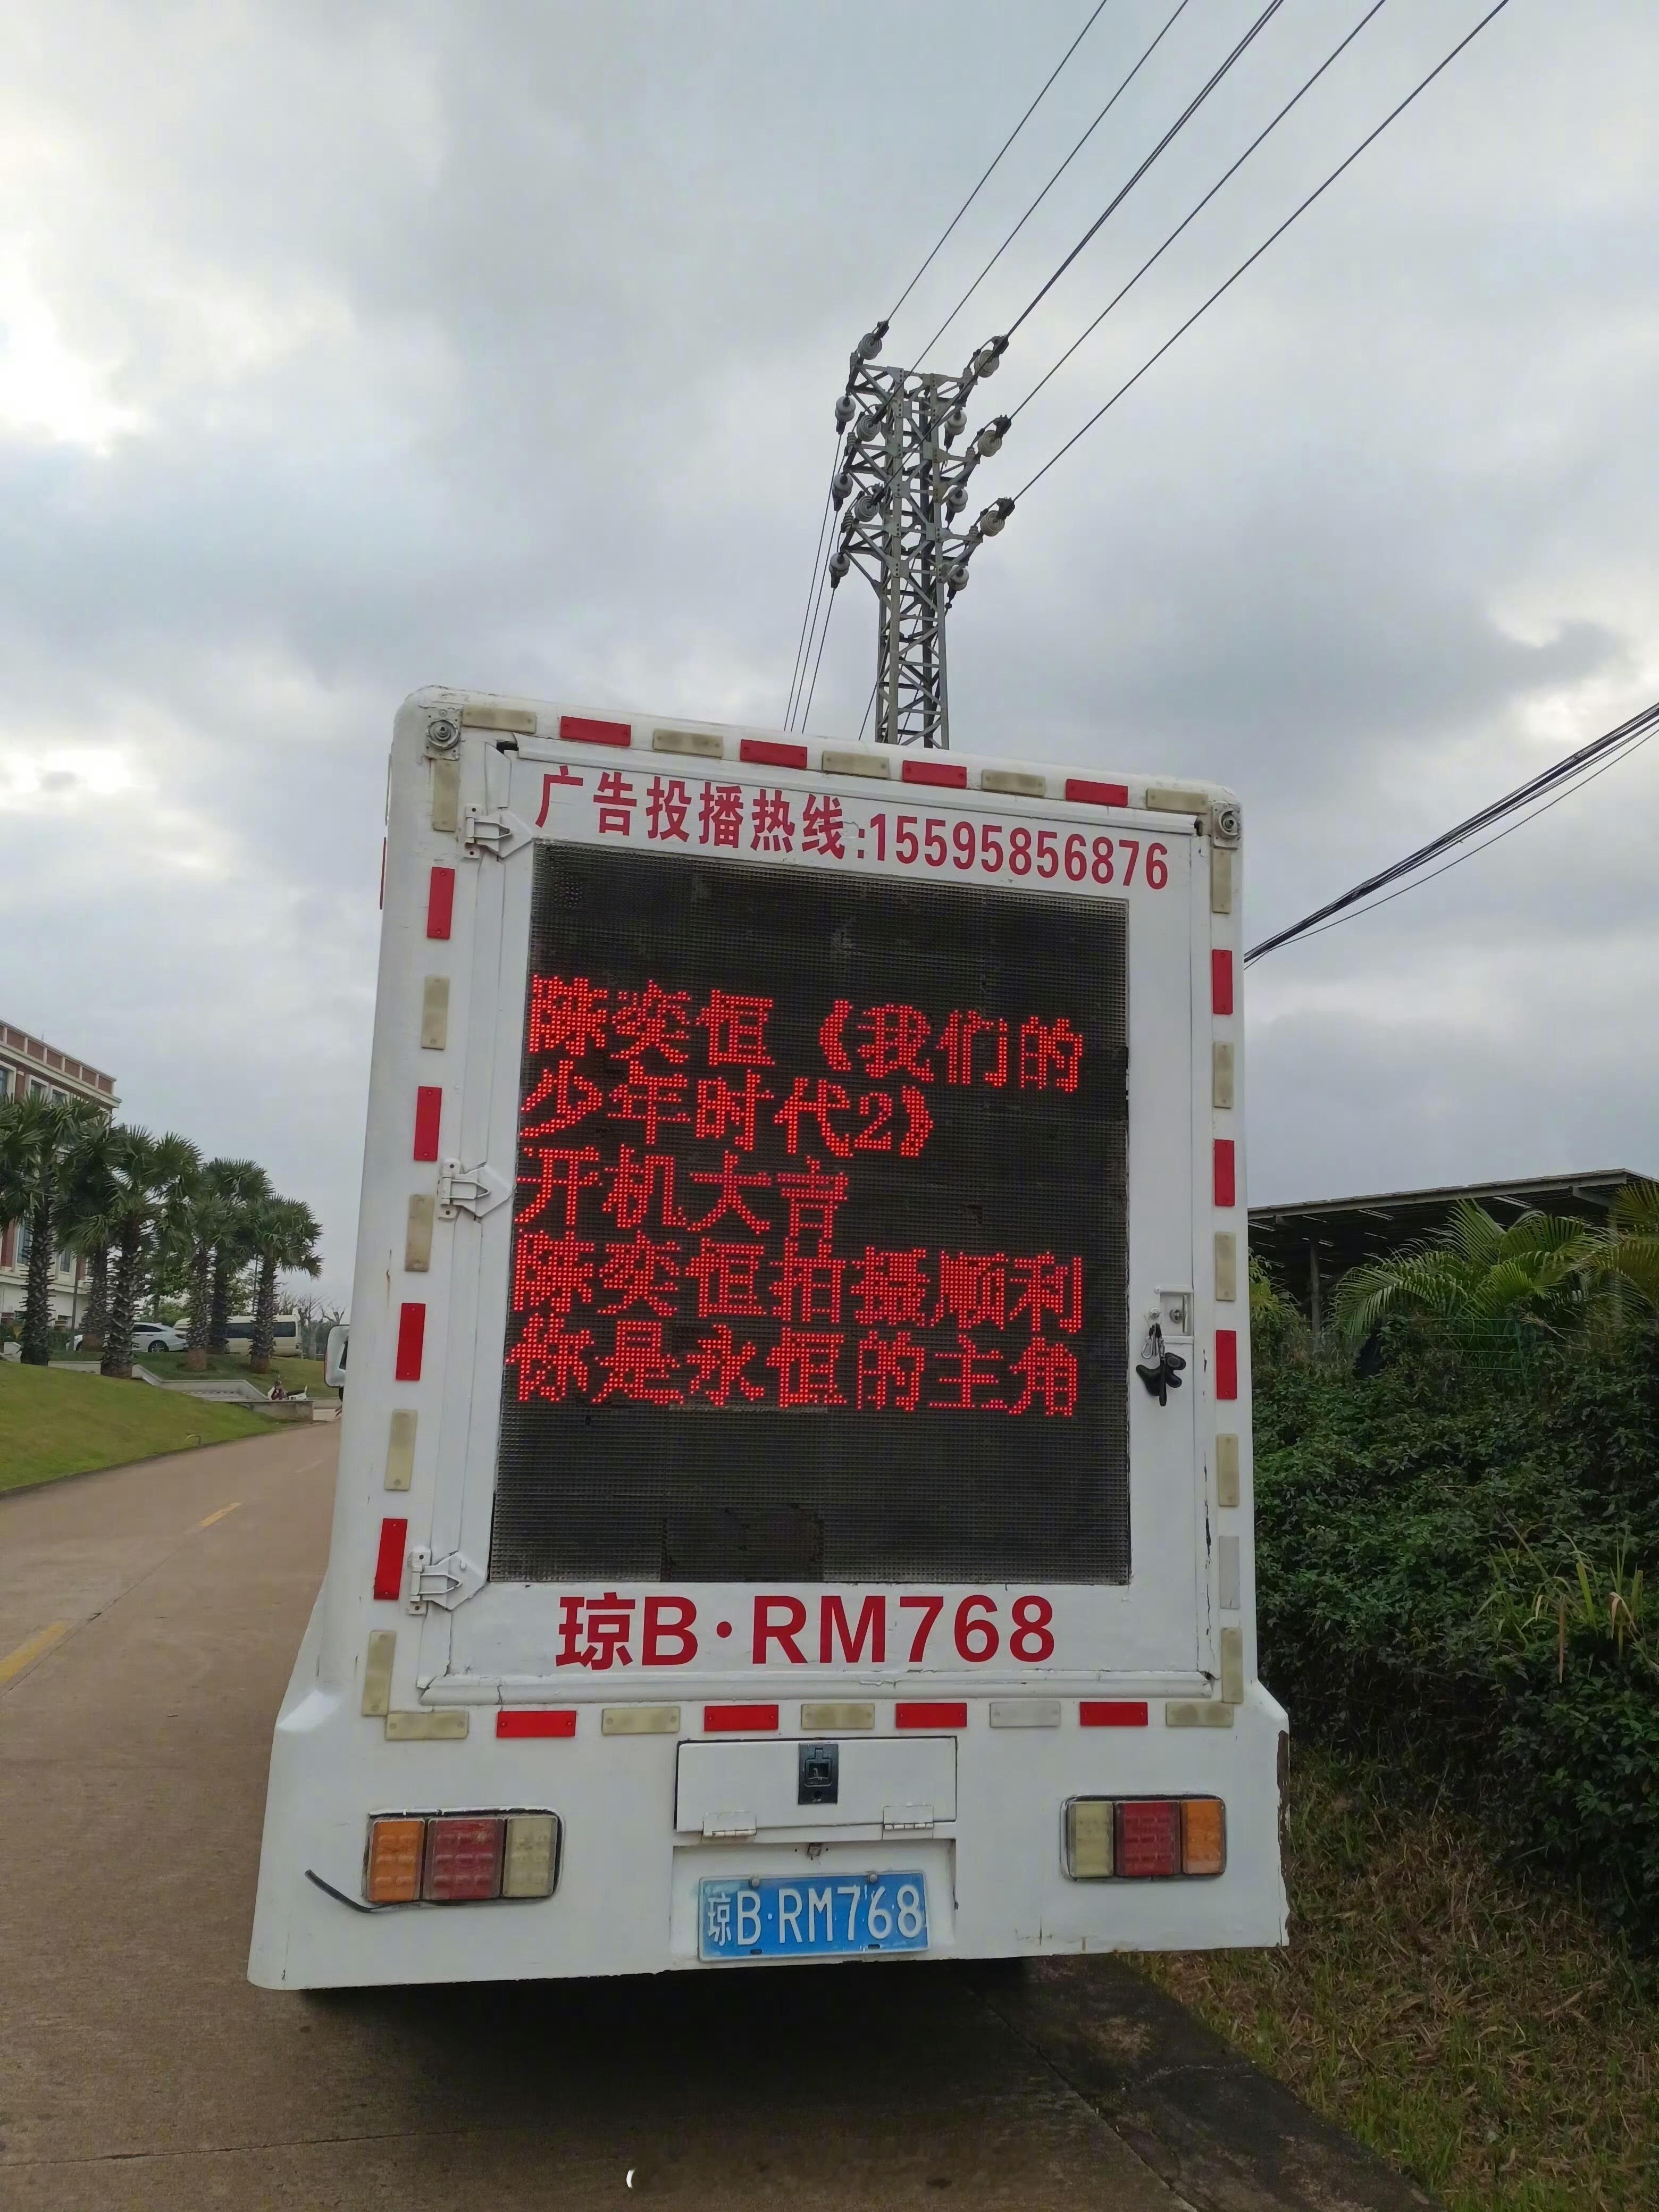 广告投播热线:15595856876
陈奕恒《我们的
少年时代2》
开机大吉
陈奕恒拍摄顺利
你是永恒的主角
琼B·RM768
琼B·RM768